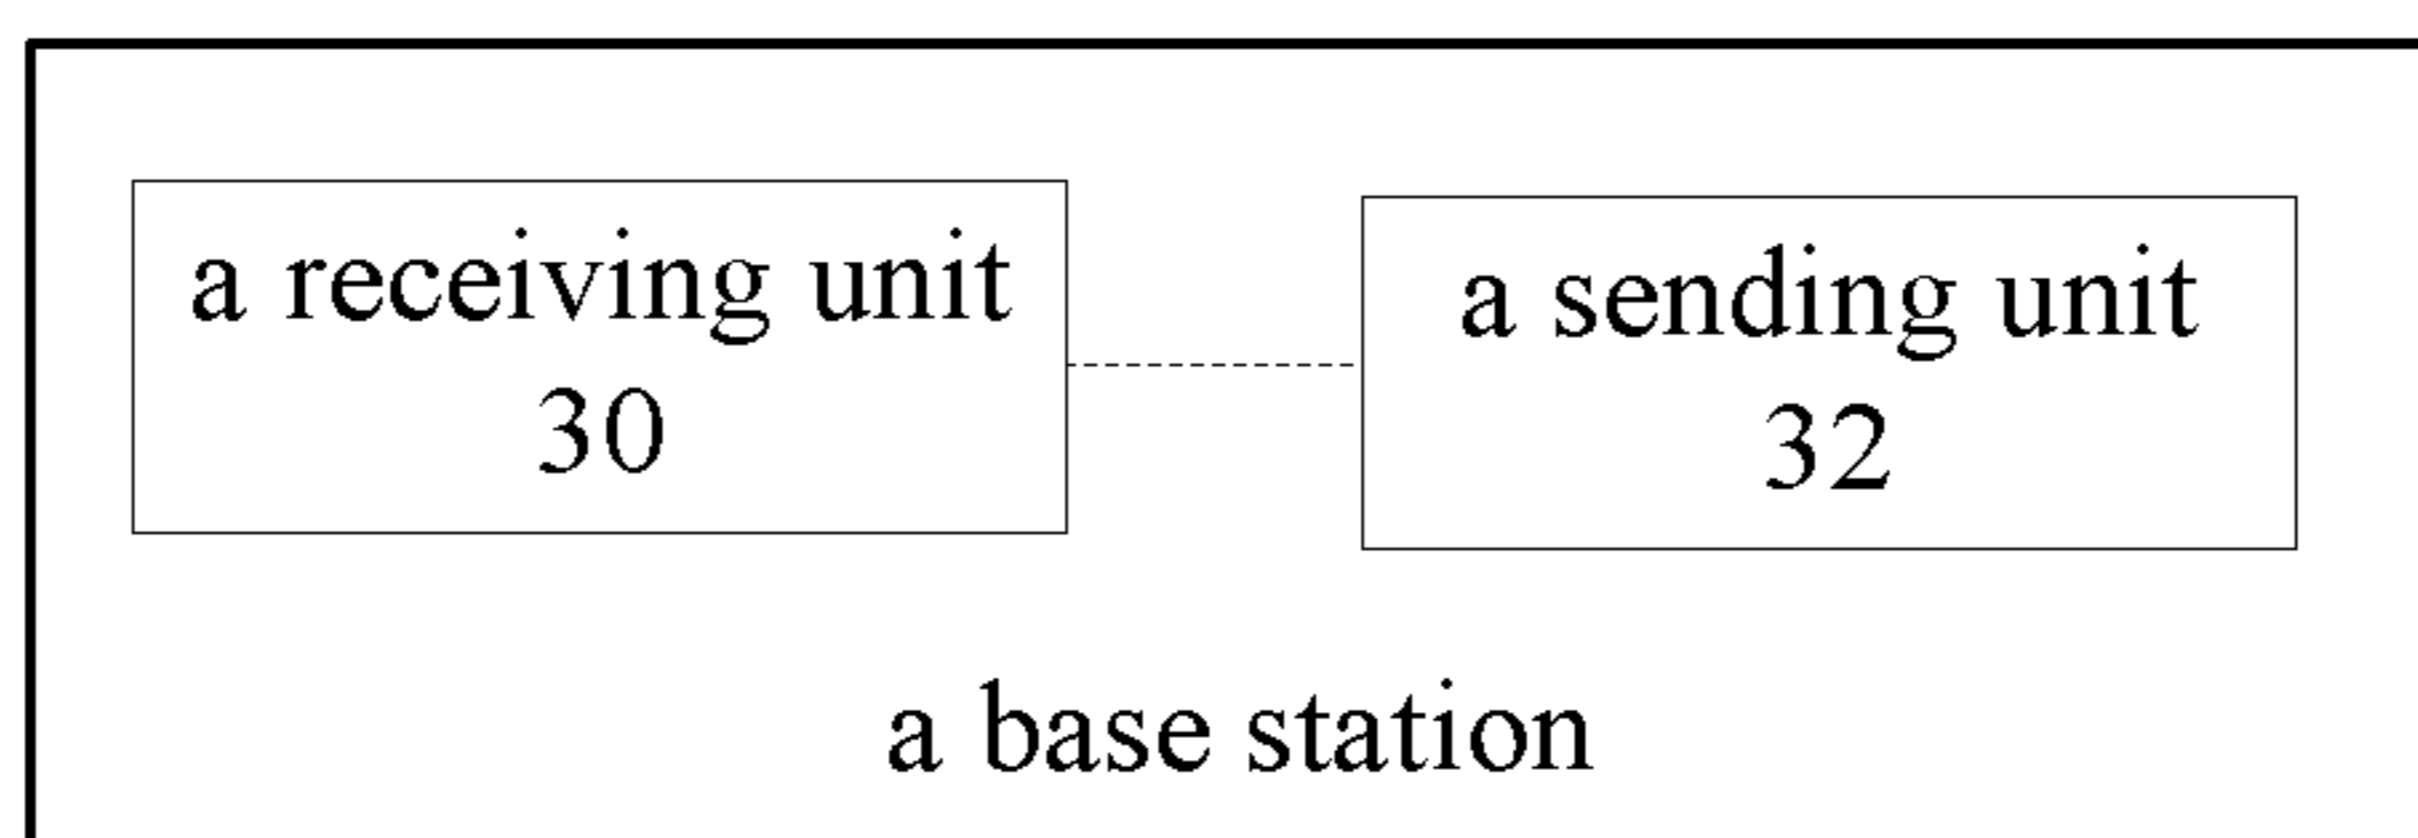 a receiving unit
30
a sending unit
32
a base station